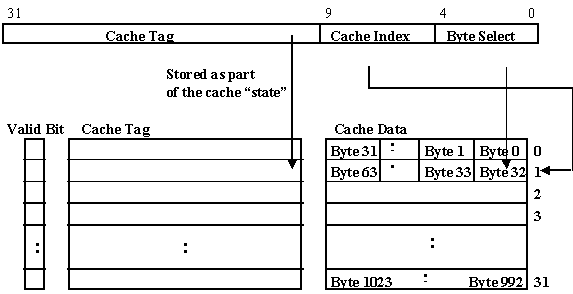 31 9 4 0
Cache Tag Cache Index Byte Select
Stored as part
of the cache “state”
Valid Bit Cache Tag Cache Data
Byte 31 : Byte 1 Byte 0 0
Byte 63 : Byte 33 Byte 32 1
2
3
: : :
Byte 1023 : Byte 992 31